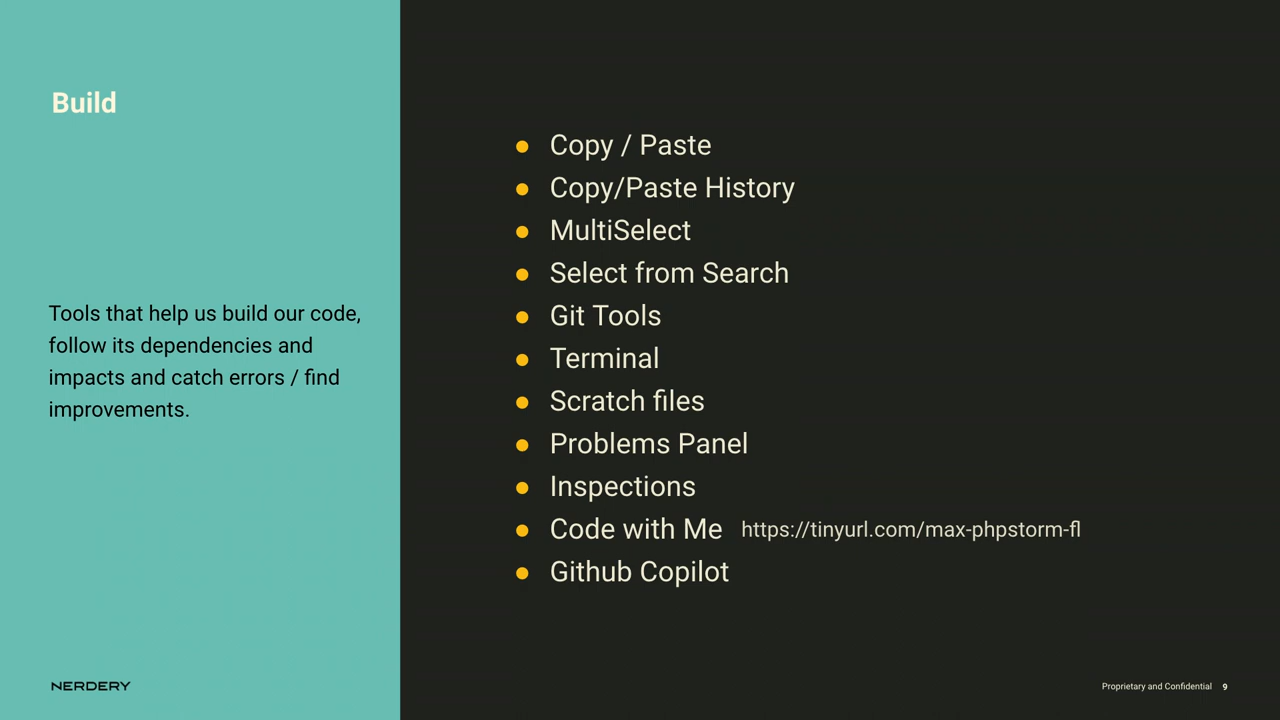 Build
Tools that help us build our code,
follow its dependencies and
impacts and catch errors / find
improvements.
● Copy / Paste
● Copy/Paste History
● MultiSelect
● Select from Search
● Git Tools
● Terminal
● Scratch files
● Problems Panel
● Inspections
● Code with Me https://tinyurl.com/max-phpstorm-fl
● Github Copilot
NERDERY
Proprietary and Confidential 9